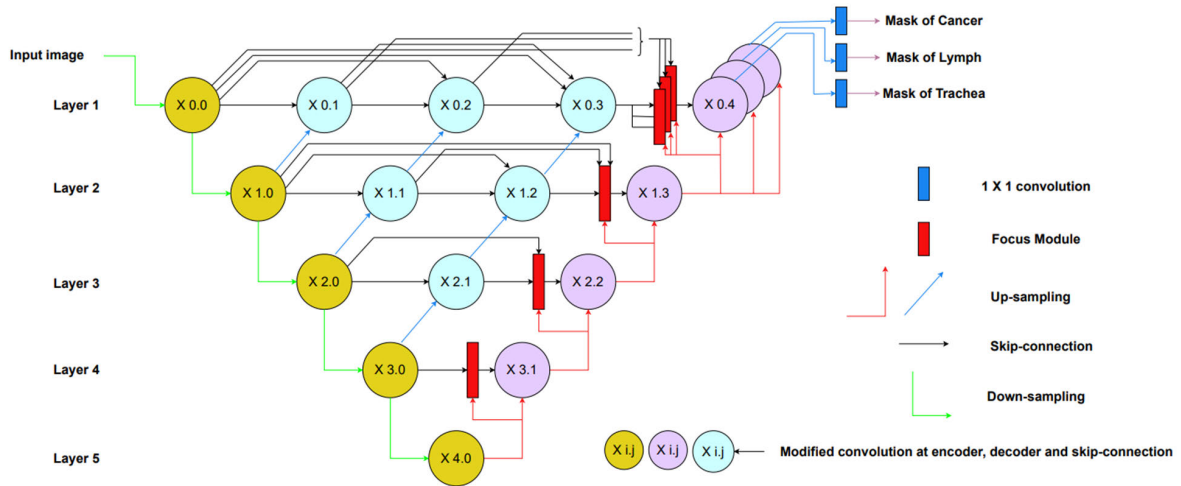 Input image
Mask of Cancer
Mask of Lymph
Mask of Trachea
Layer 1
X 0.0
X 0.1
X 0.2
X 0.3
X 0.4
Layer 2
X 1.0
X 1.1
X 1.2
X 1.3
1 X 1 convolution
Focus Module
Layer 3
X 2.0
X 2.1
X 2.2
Up-sampling
Skip-connection
Layer 4
X 3.0
X 3.1
Down-sampling
Layer 5
X 4.0
X i.j
X i.j
X i.j
Modified convolution at encoder, decoder and skip-connection